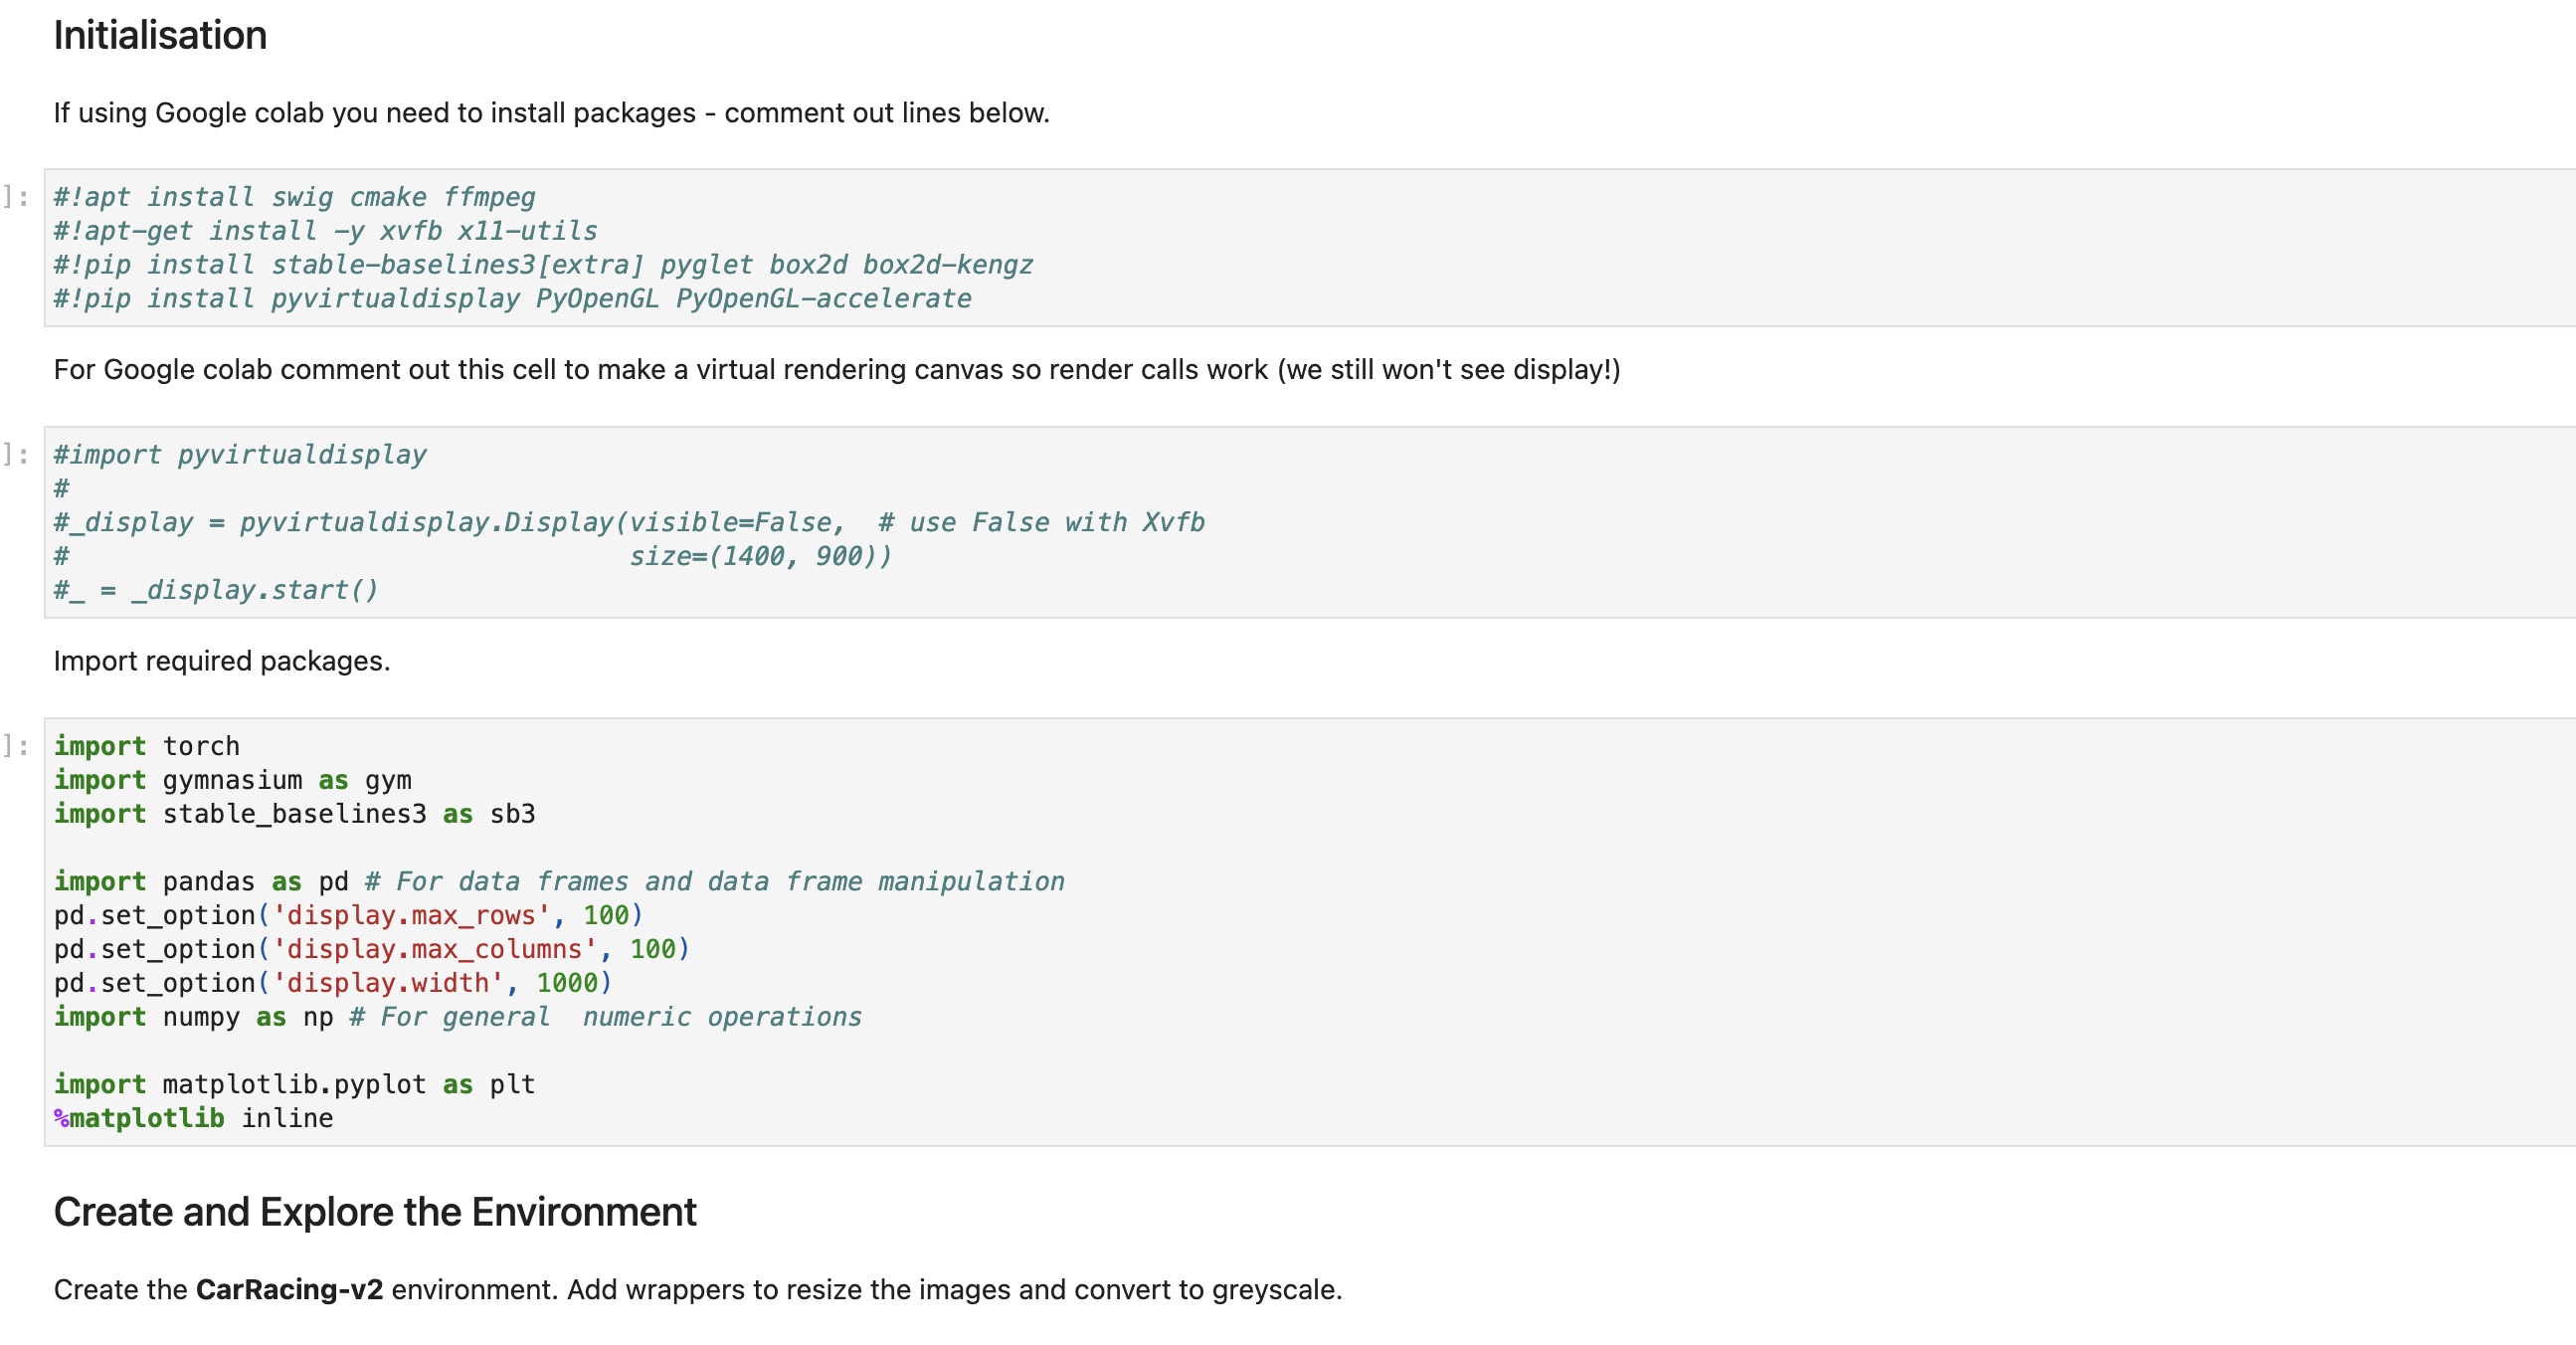 Initialisation
If using Google colab you need to install packages - comment out lines below.
]: #!apt install swig cmake ffmpeg
#!apt-get install -y xvfb x11-utils
#!pip install stable-baselines3[extra] pyglet box2d box2d-kengz
#!pip install pyvirtualdisplay PyOpenGL PyOpenGL-accelerate
For Google colab comment out this cell to make a virtual rendering canvas so render calls work (we still won't see display!)
]: #import pyvirtualdisplay
#
#_display = pyvirtualdisplay.Display(visible=False,  # use False with Xvfb
#                                    size=(1400, 900))
#_ = _display.start()
Import required packages.
]: import torch
import gymnasium as gym
import stable_baselines3 as sb3
import pandas as pd # For data frames and data frame manipulation
pd.set_option('display.max_rows', 100)
pd.set_option('display.max_columns', 100)
pd.set_option('display.width', 1000)
import numpy as np # For general  numeric operations
import matplotlib.pyplot as plt
%matplotlib inline
Create and Explore the Environment
Create the CarRacing-v2 environment. Add wrappers to resize the images and convert to greyscale.